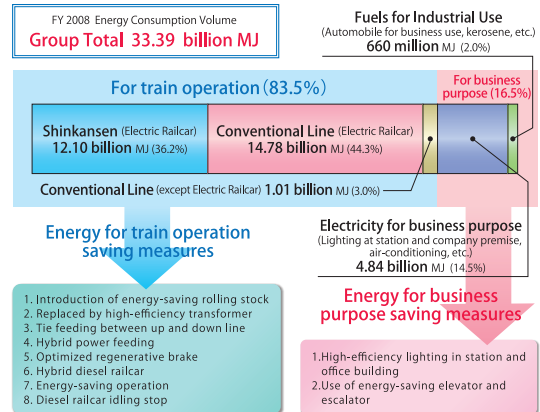 FY 2008 Energy Consumption Volume
Group Total 33.39 billion MJ
Fuels for Industrial Use
(Automobile for business use, kerosene, etc.)
660 million MJ (2.0%)
For train operation (83.5%)
For business
purpose (16.5%)
Shinkansen (Electric Railcar)
12.10 billion MJ (36.2%)
Conventional Line (Electric Railcar)
14.78 billion MJ (44.3%)
Conventional Line (except Electric Railcar) 1.01 billion MJ (3.0%)
Electricity for business purpose
(Lighting at station and company premise,
air-conditioning, etc.)
4.84 billion MJ (14.5%)
Energy for train operation
saving measures
1. Introduction of energy-saving rolling stock
2. Replaced by high-efficiency transformer
3. Tie feeding between up and down line
4. Hybrid power feeding
5. Optimized regenerative brake
6. Hybrid diesel railcar
7. Energy-saving operation
8. Diesel railcar idling stop
Energy for business
purpose saving measures
1.High-efficiency lighting in station and
office building
2.Use of energy-saving elevator and
escalator